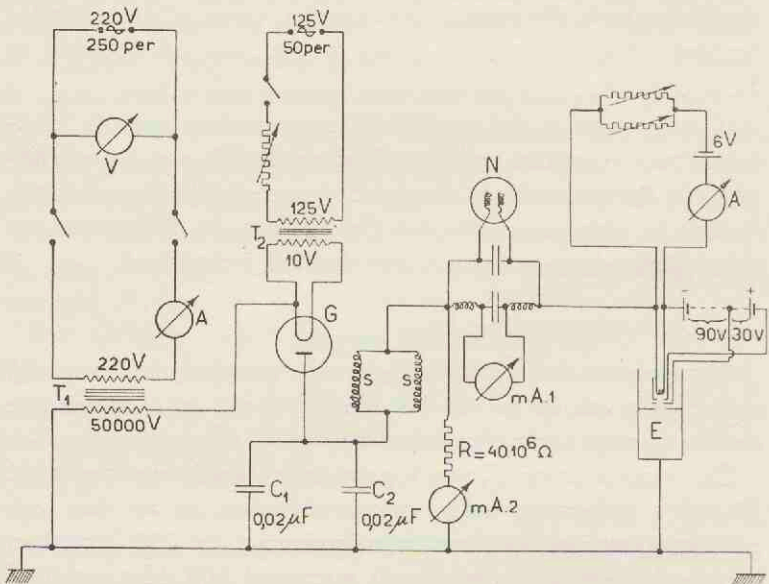 220V
250 per
V
A
220V
T₁
50000V
125V
50per
125V
T₂
10V
G
C₁
0,02μF
C₂
0,02μF
S
S
N
mA.1
R=40 10⁶Ω
mA.2
6V
A
-
+
90V
30V
E